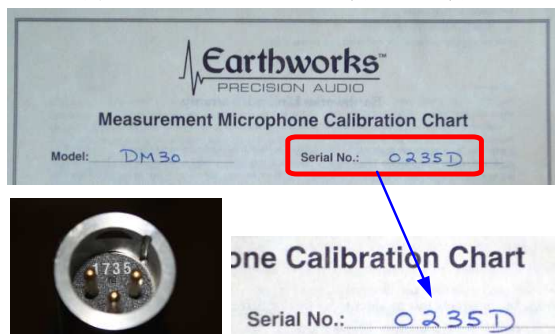 Earthworks™
PRECISION AUDIO
Measurement Microphone Calibration Chart
Model: DM30
Serial No.: 0235D
1735
one Calibration Chart
Serial No.: 0235D